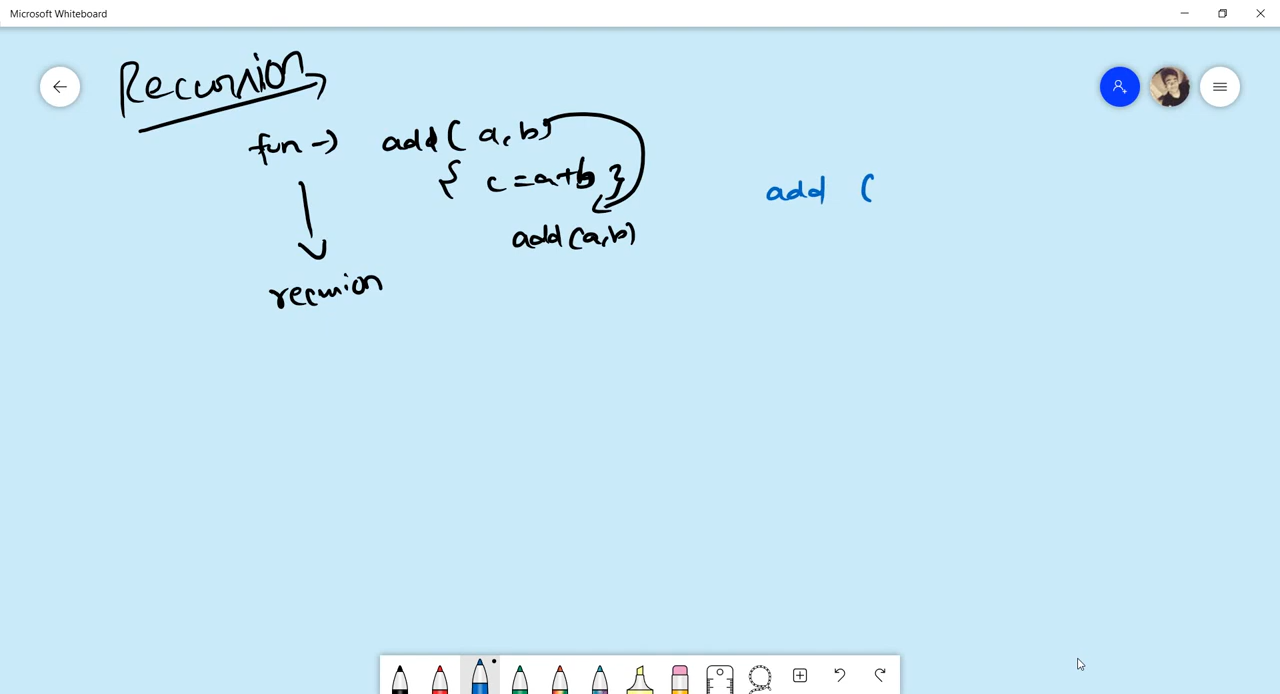 Microsoft Whiteboard
Recursion
fun → add( a, b)
{ c = a+b }
add (
add(a,b)
recursion